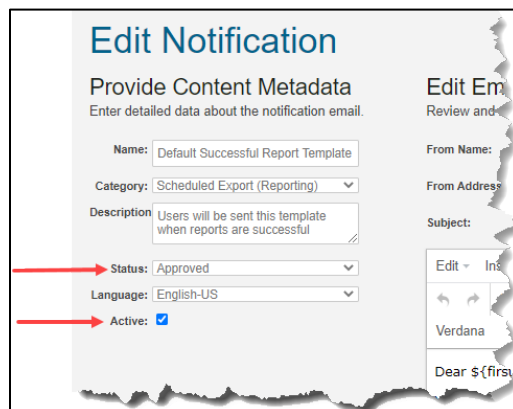 Edit Notification
Provide Content Metadata
Enter detailed data about the notification email.
Name: Default Successful Report Template
Category: Scheduled Export (Reporting)
Description Users will be sent this template
when reports are successful
Status: Approved
Language: English-US
Active:
Edit Em
Review and
From Name:
From Address
Subject:
Edit
Verdana
Dear ${firs